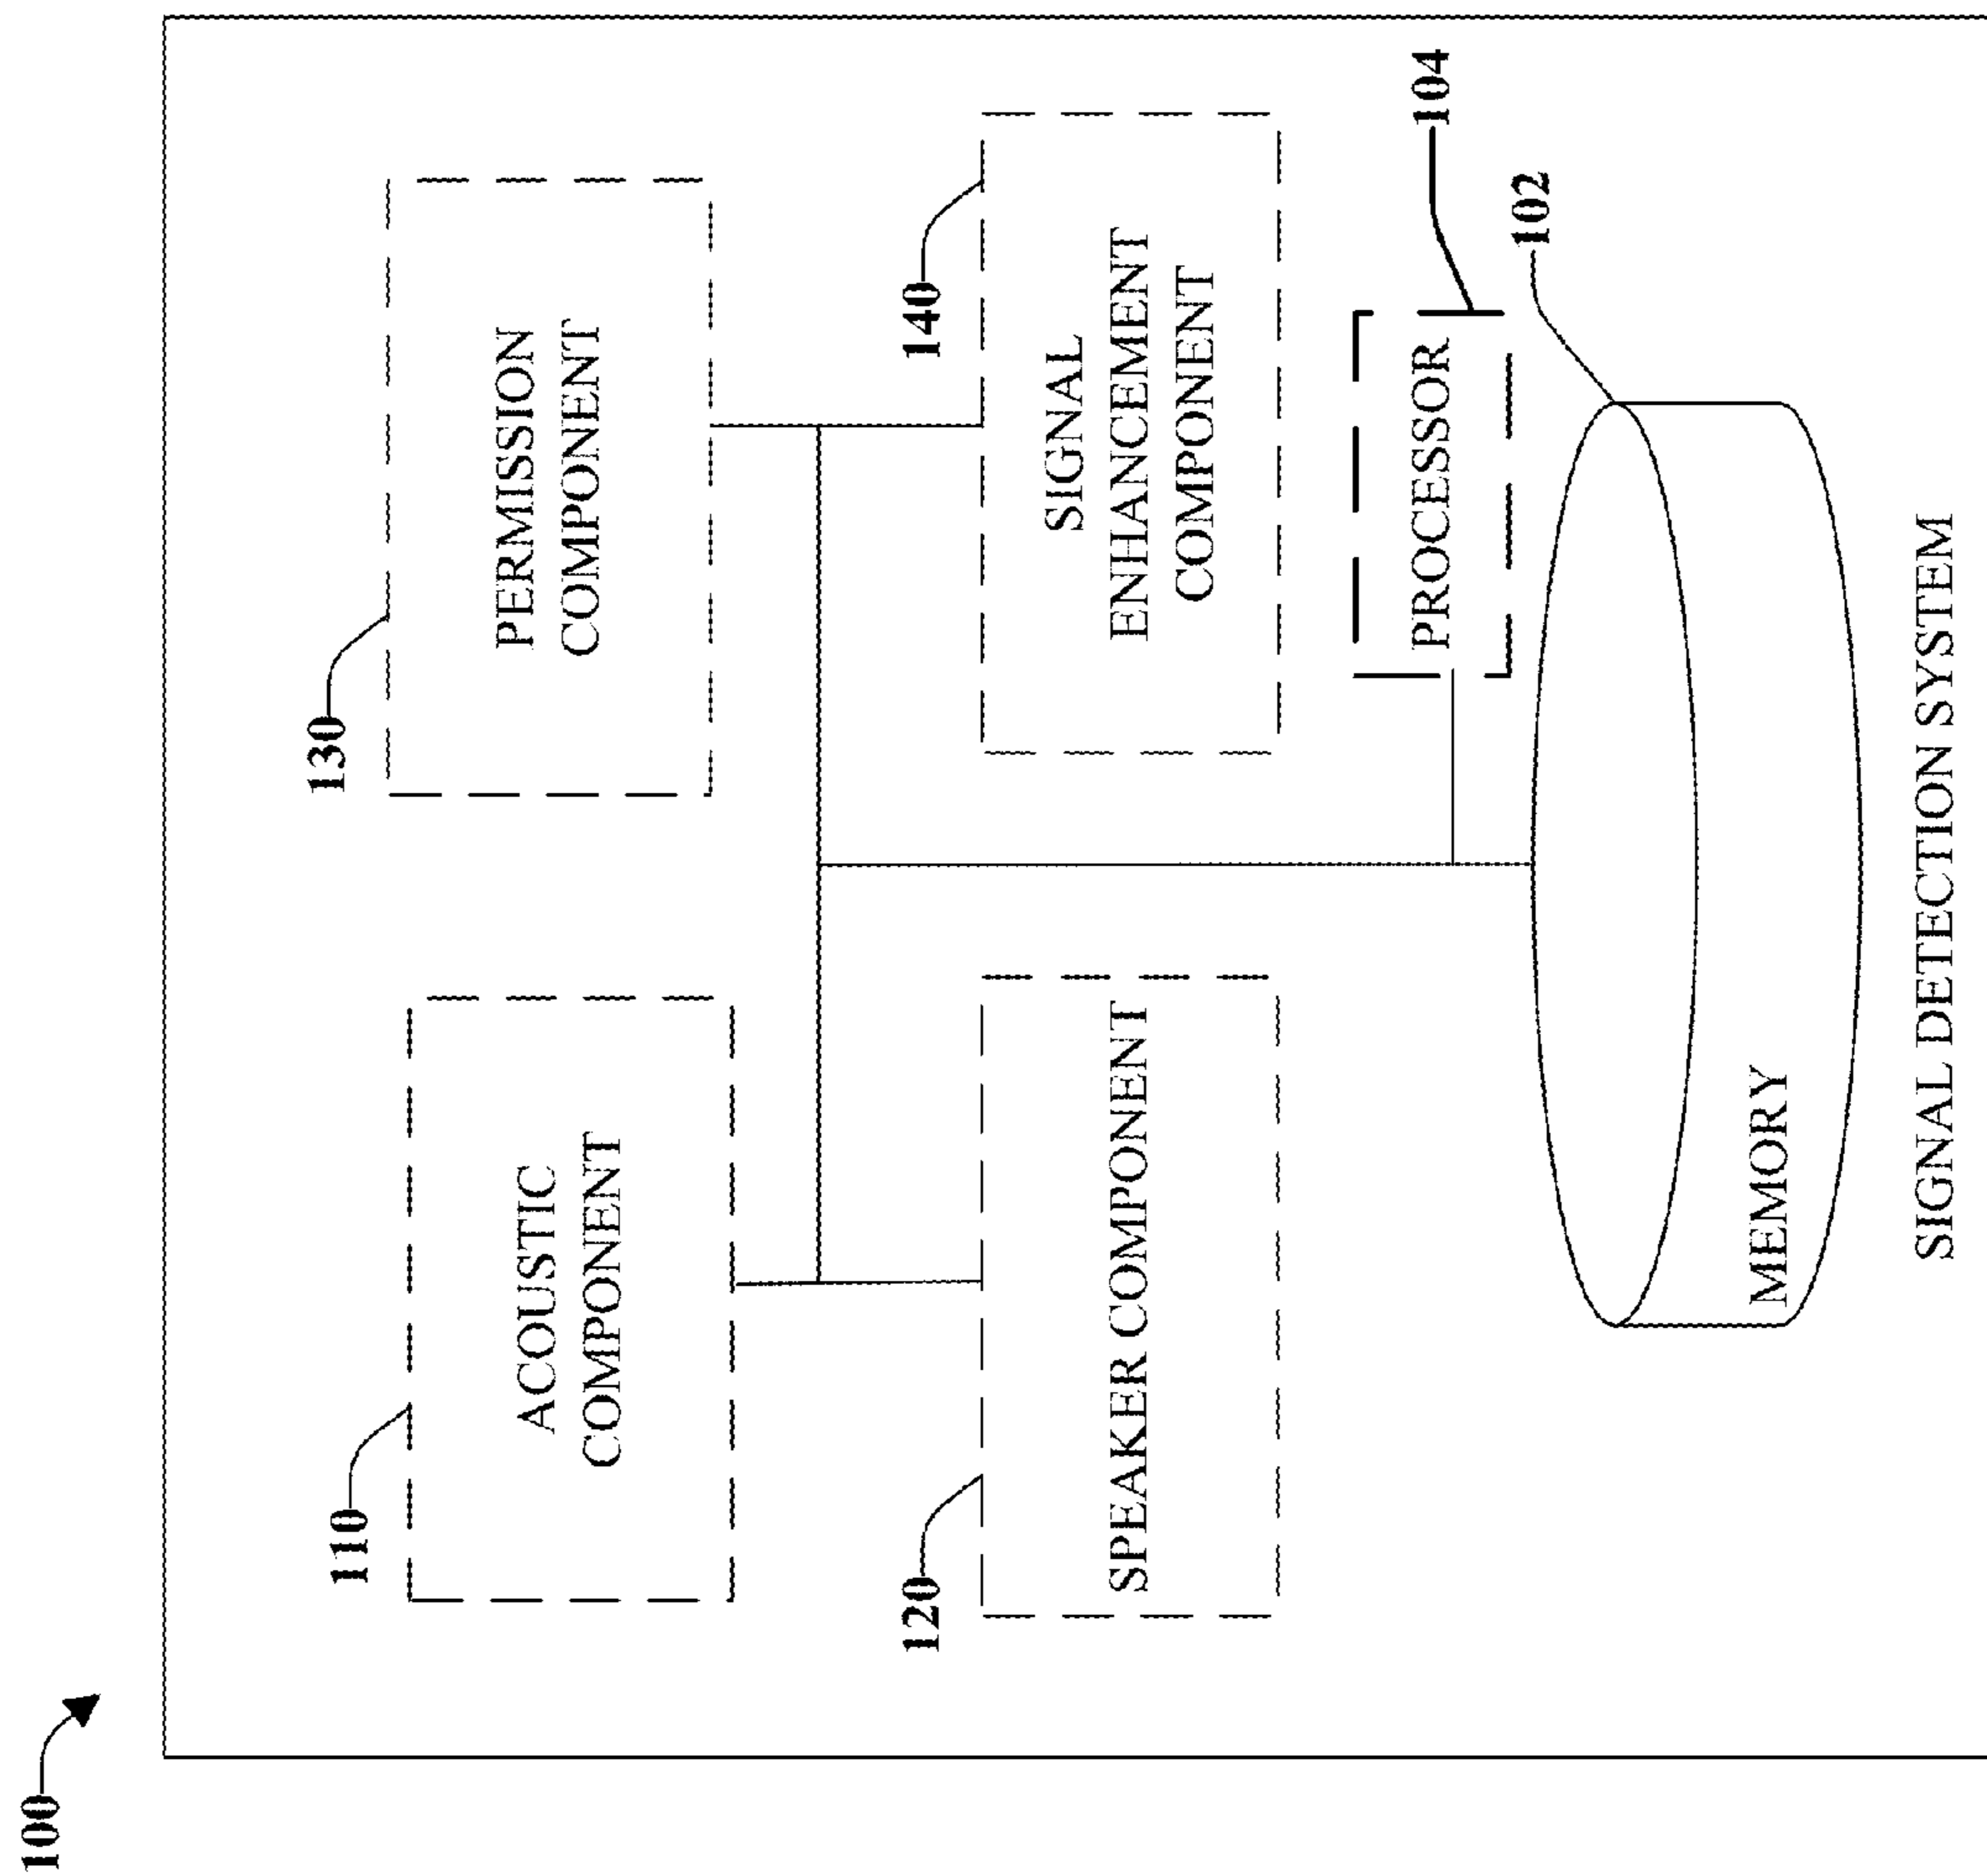 100
110
ACOUSTIC
COMPONENT
130
PERMISSION
COMPONENT
120
SPEAKER COMPONENT
140
SIGNAL
ENHANCEMENT
COMPONENT
104
PROCESSOR
102
MEMORY
SIGNAL DETECTION SYSTEM